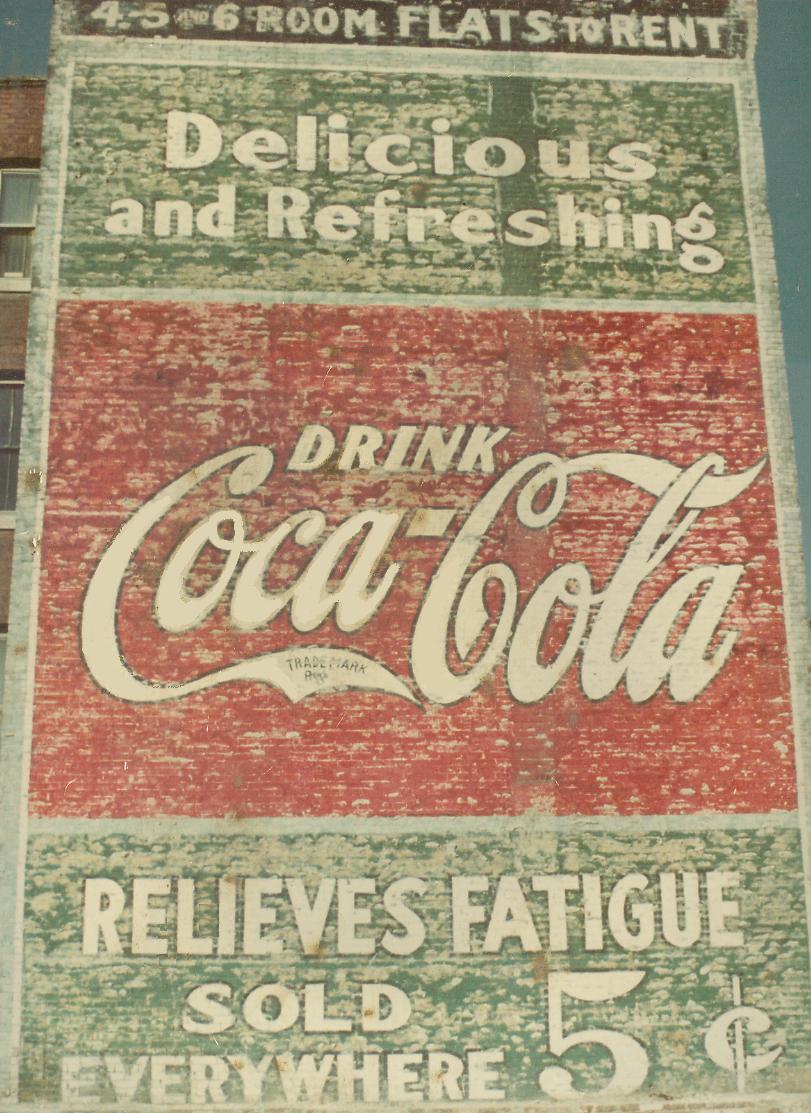 4-5 AND 6 ROOM FLATS TO RENT
Delicious
and Refreshing
DRINK
Coca-Cola
TRADE MARK
RELIEVES FATIGUE
SOLD
EVERYWHERE 5¢